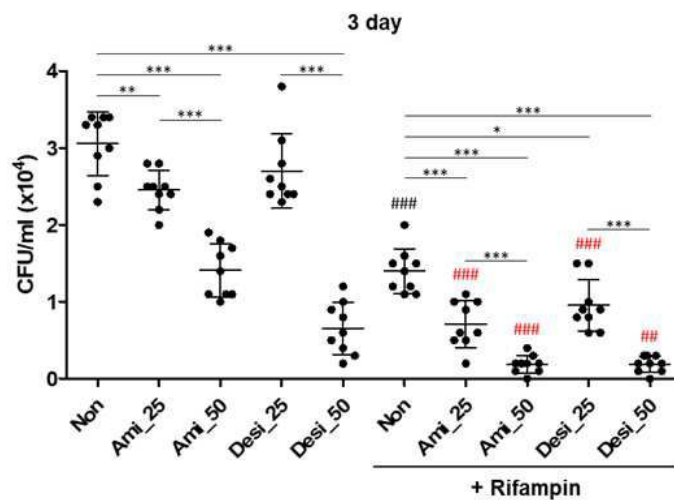 3 day
CFU/ml (x10⁴)
4
3
2
1
0
***
***
**
***
***
***
*
***
***
***
***
###
###
###
###
##
Non
Ami_25
Ami_50
Desi_25
Desi_50
Non
Ami_25
Ami_50
Desi_25
Desi_50
+ Rifampin